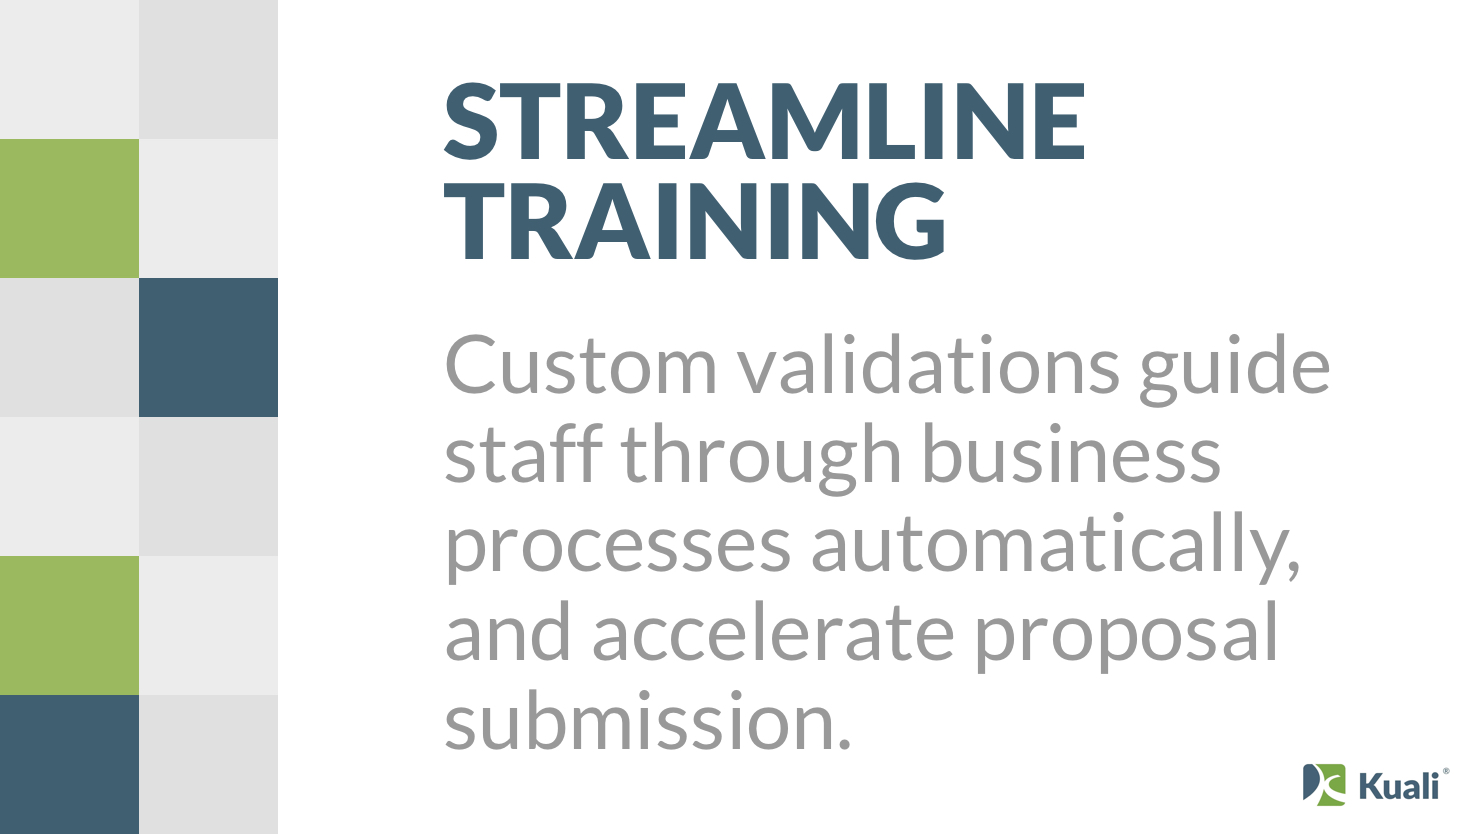 STREAMLINE
TRAINING
Custom validations guide
staff through business
processes automatically,
and accelerate proposal
submission.
Kuali®